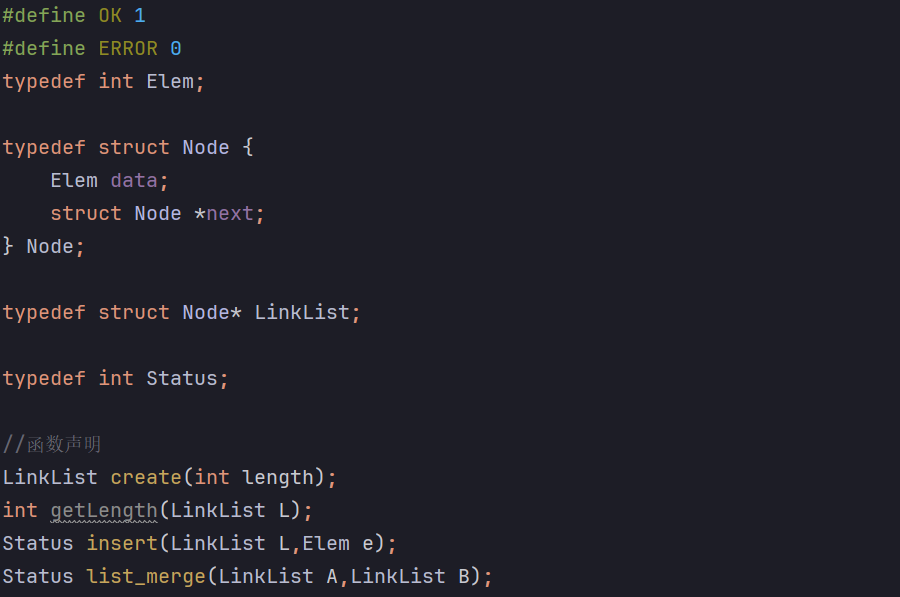 #define OK 1
#define ERROR 0
typedef int Elem;
typedef struct Node {
    Elem data;
    struct Node *next;
} Node;
typedef struct Node* LinkList;
typedef int Status;
//函数声明
LinkList create(int length);
int getLength(LinkList L);
Status insert(LinkList L,Elem e);
Status list_merge(LinkList A,LinkList B);